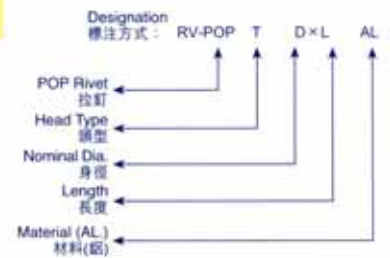 Designation
標注方式： RV-POP T D×L AL
POP Rivet
拉釘
Head Type
頭型
Nominal Dia.
身徑
Length
長度
Material (AL.)
材料(鋁)